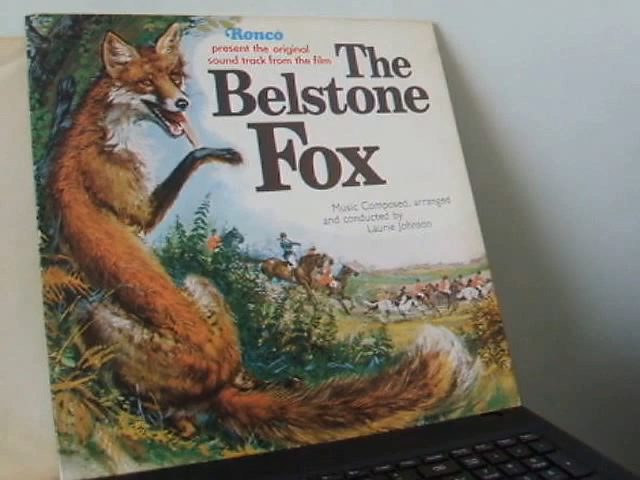 Ronco
present the original
sound track from the film
The
Belstone
Fox
Music Composed, arranged
and conducted by
Laurie Johnson